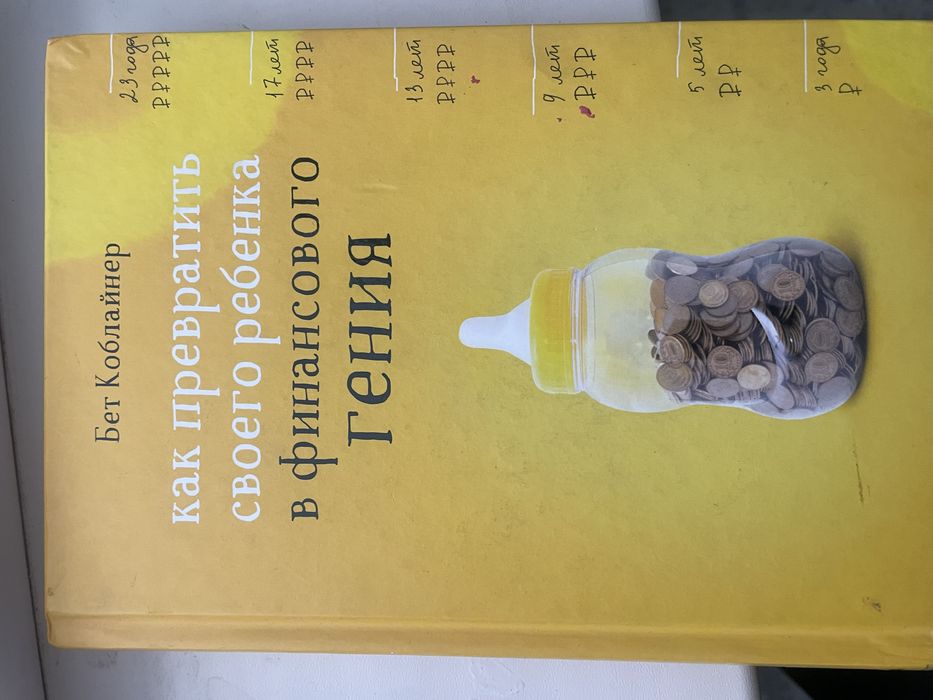 Бет Коблайнер
как превратить
своего ребенка
в финансового
гения
23 года
₽₽₽₽₽
17 лет
₽₽₽₽
13 лет
₽₽₽₽
9 лет
₽₽₽
5 лет
₽₽
3 года
₽